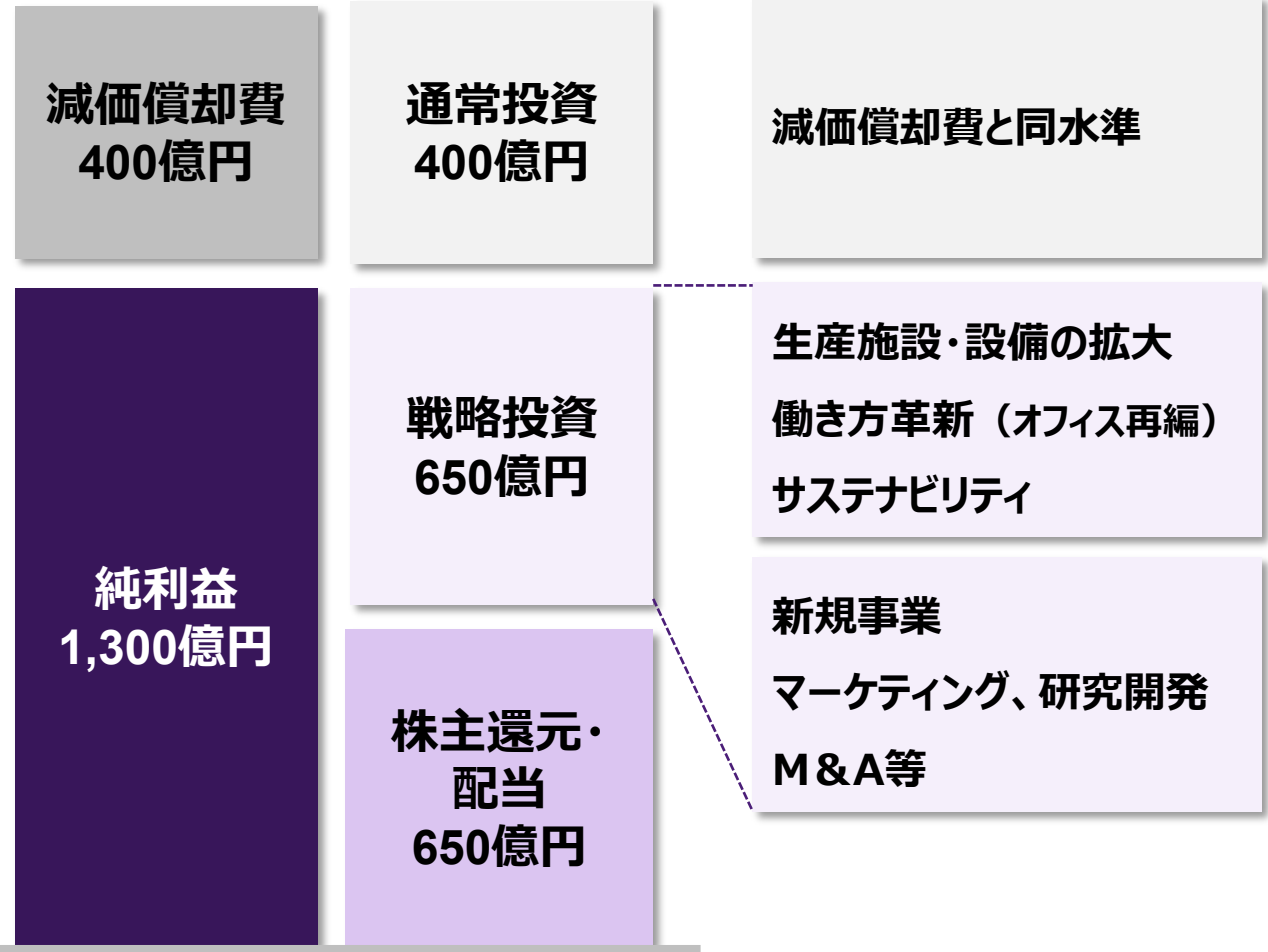 減価償却費
400億円
通常投資
400億円
減価償却費と同水準
純利益
1,300億円
戦略投資
650億円
生産施設・設備の拡大
働き方革新（オフィス再編）
サステナビリティ
新規事業
マーケティング、研究開発
M＆A等
株主還元・
配当
650億円